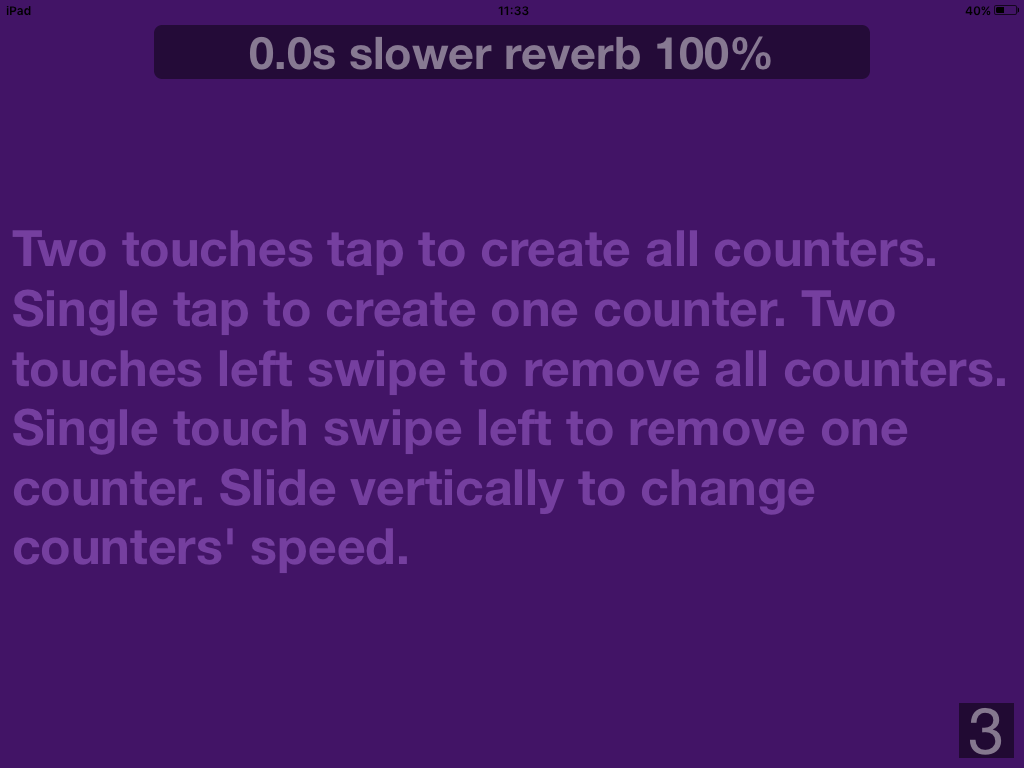 iPad 11:33 40%
0.0s slower reverb 100%
Two touches tap to create all counters.
Single tap to create one counter. Two
touches left swipe to remove all counters.
Single touch swipe left to remove one
counter. Slide vertically to change
counters' speed.
3